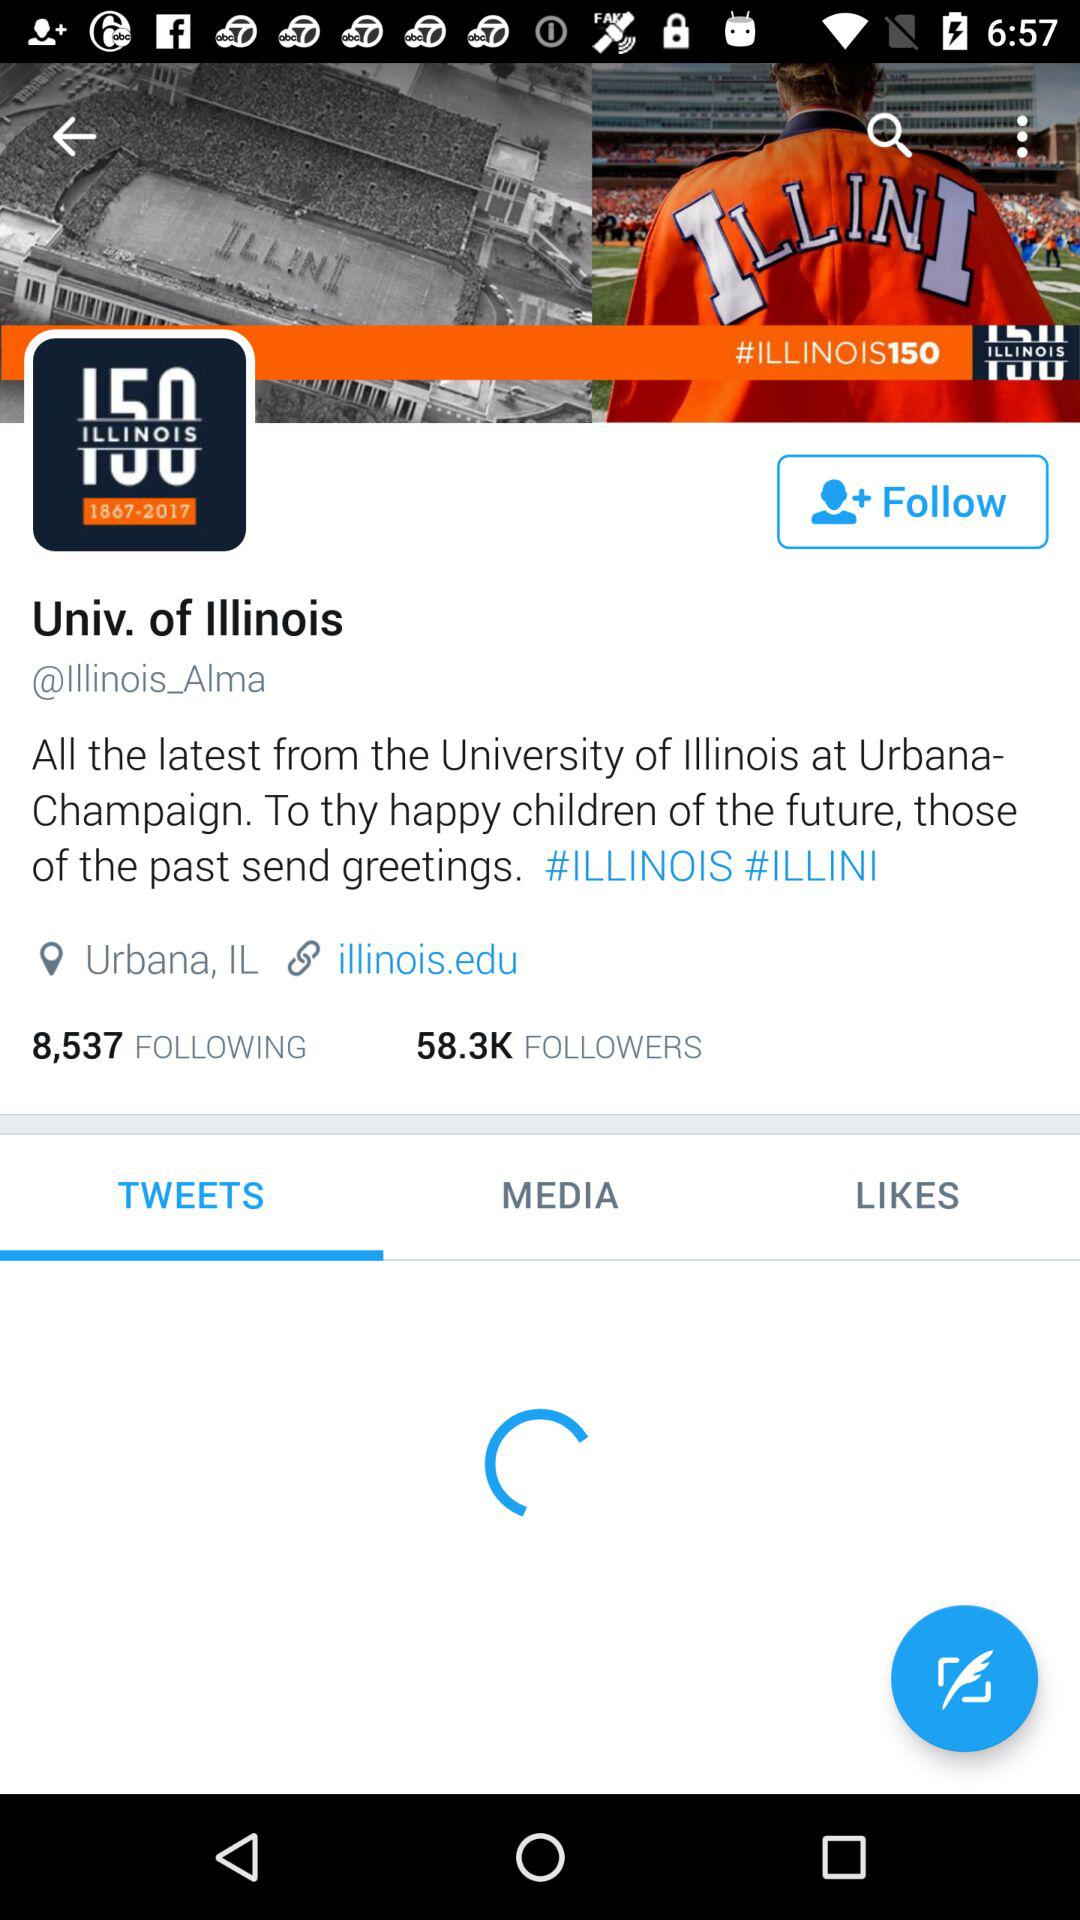 FAKE
6:57
ILLINI
ILLINI
#ILLINOIS150
150
ILLINOIS
150
ILLINOIS
1867-2017
Follow
Univ. of Illinois
@Illinois_Alma
All the latest from the University of Illinois at Urbana-
Champaign. To thy happy children of the future, those
of the past send greetings. #ILLINOIS #ILLINI
Urbana, IL illinois.edu
8,537 FOLLOWING 58.3K FOLLOWERS
TWEETS MEDIA LIKES